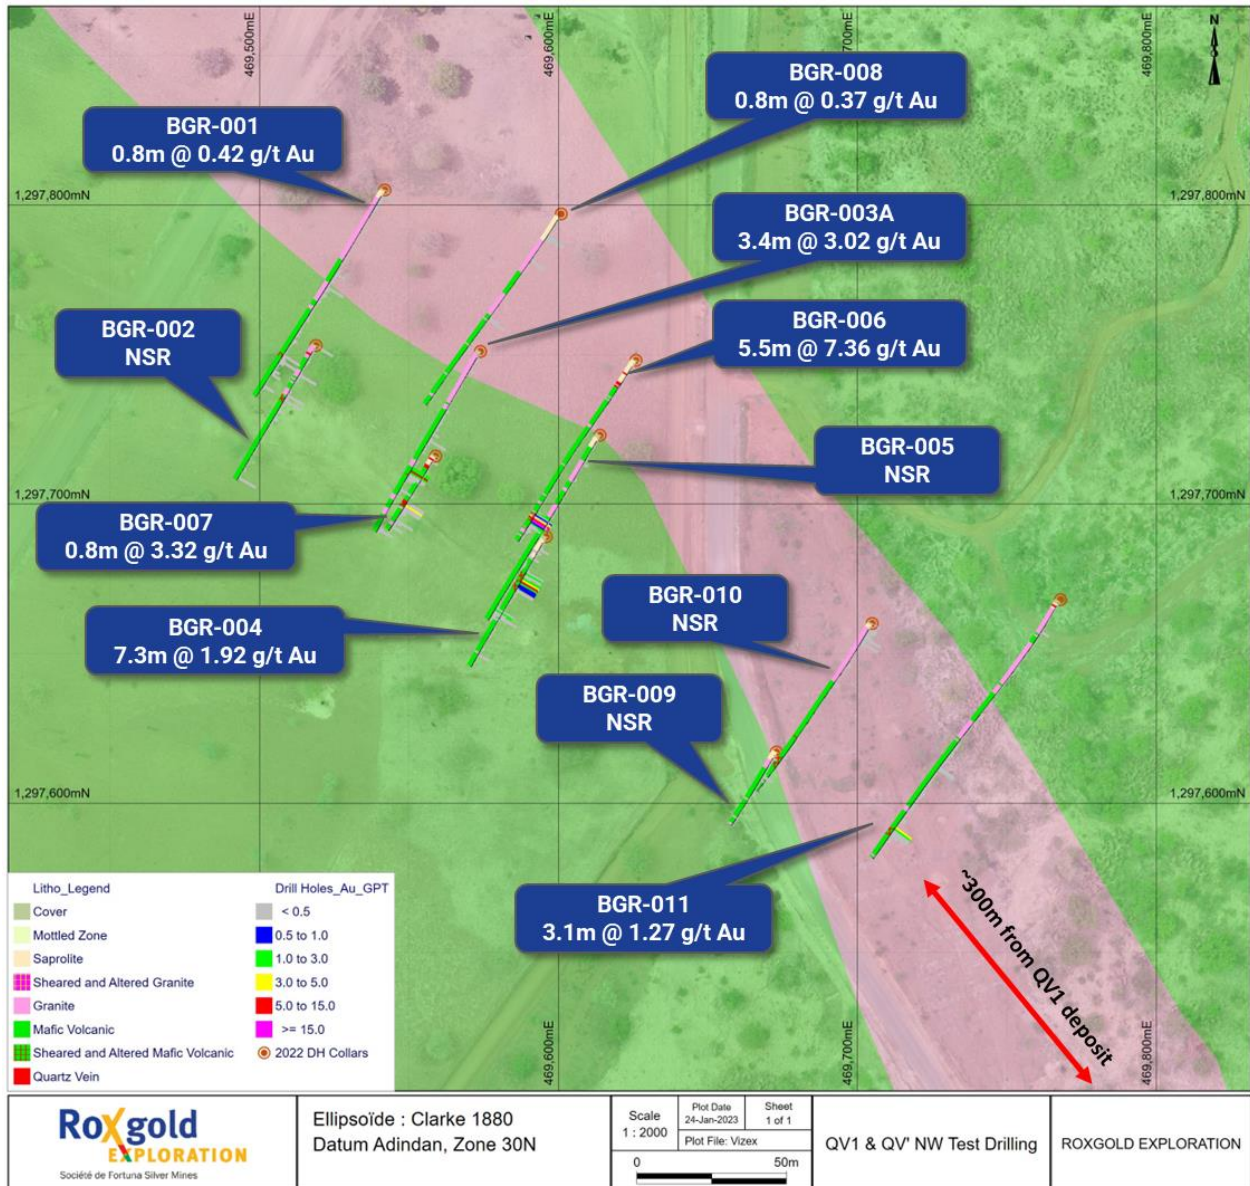 469,500mE
469,600mE
700mE
469,800mE
N
BGR-008
0.8m @ 0.37 g/t Au
BGR-001
0.8m @ 0.42 g/t Au
1,297,800mN
1,297,800mN
BGR-003A
3.4m @ 3.02 g/t Au
BGR-002
NSR
BGR-006
5.5m @ 7.36 g/t Au
BGR-005
NSR
1,297,700mN
1,297,700mN
BGR-007
0.8m @ 3.32 g/t Au
BGR-004
7.3m @ 1.92 g/t Au
BGR-010
NSR
BGR-009
NSR
1,297,600mN
1,297,600mN
BGR-011
3.1m @ 1.27 g/t Au
~300m from QV1 deposit
469,600mE
469,700mE
469,800mE
Litho_Legend
Cover
Mottled Zone
Saprolite
Sheared and Altered Granite
Granite
Mafic Volcanic
Sheared and Altered Mafic Volcanic
Quartz Vein
Drill Holes_Au_GPT
< 0.5
0.5 to 1.0
1.0 to 3.0
3.0 to 5.0
5.0 to 15.0
>= 15.0
2022 DH Collars
Roxgold
EXPLORATION
Société de Fortuna Silver Mines
Ellipsoïde : Clarke 1880
Datum Adindan, Zone 30N
Scale
1 : 2000
Plot Date
24-Jan-2023
Sheet
1 of 1
Plot File: Vizex
0 50m
QV1 & QV' NW Test Drilling
ROXGOLD EXPLORATION